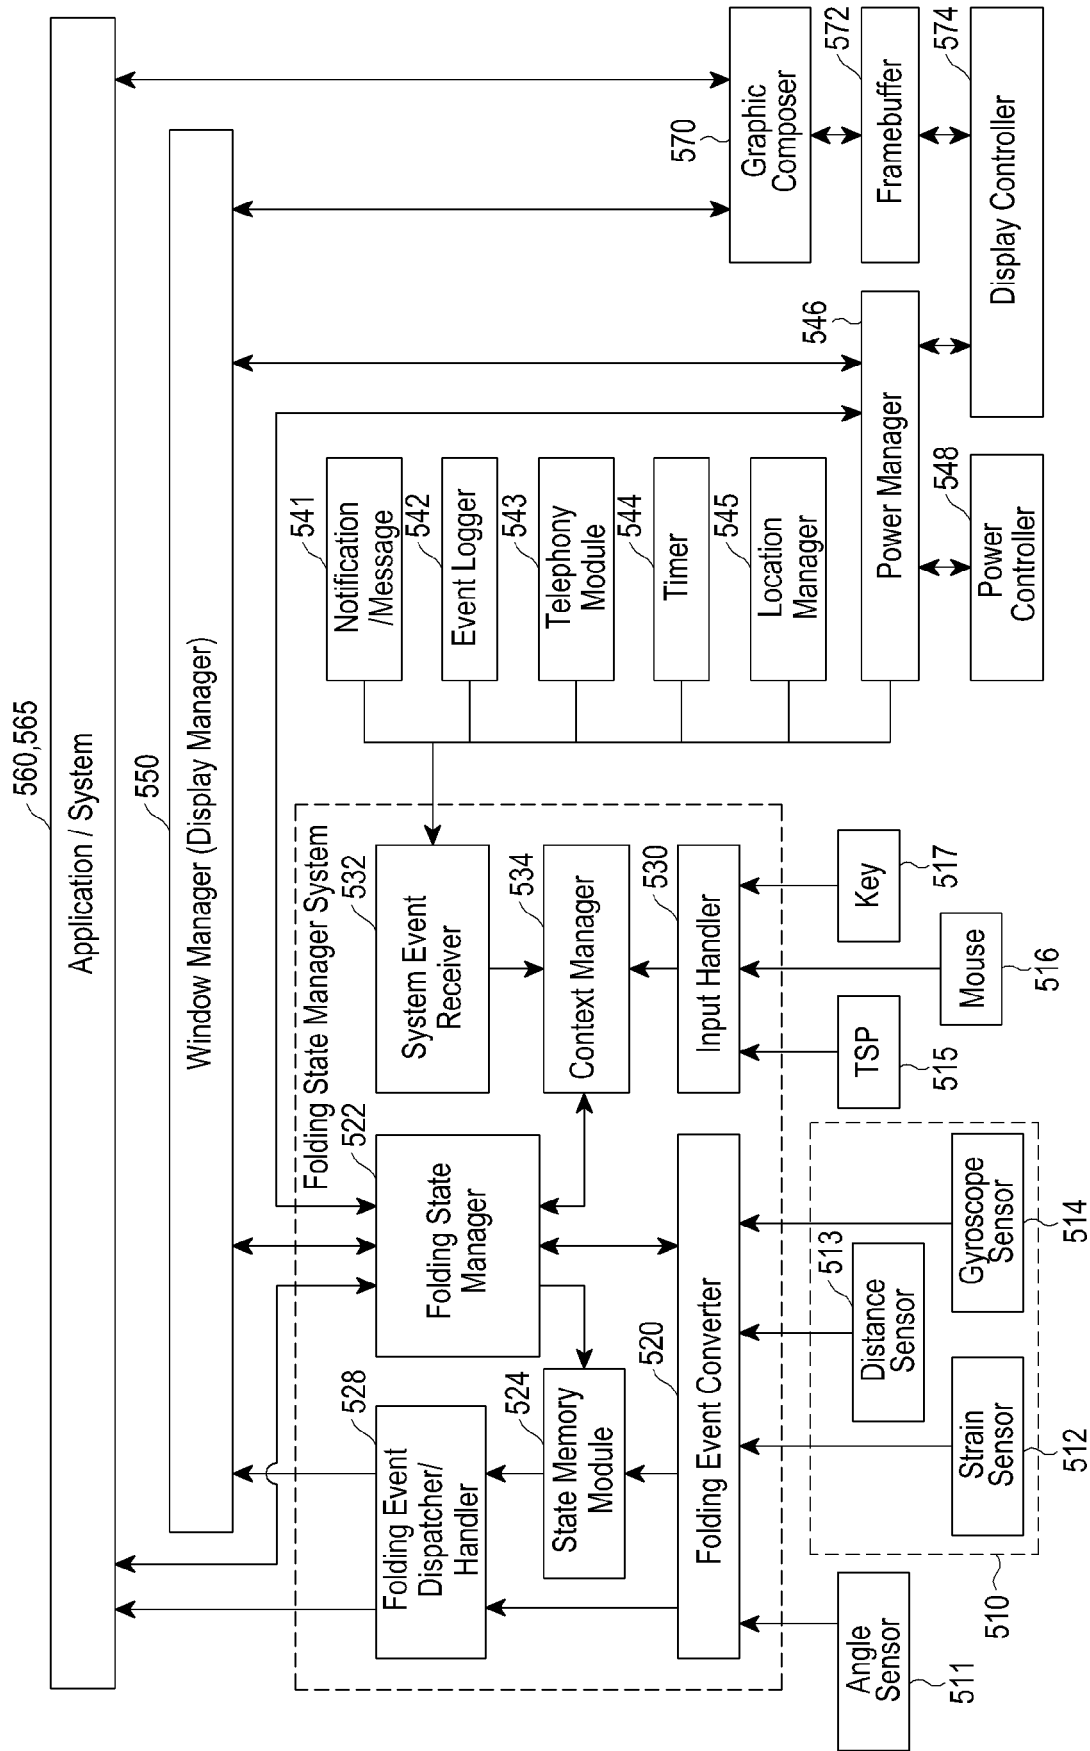 560,565
Application / System
550
Window Manager (Display Manager)
Folding State Manager System
528
Folding Event
Dispatcher/
Handler
522
Folding State
Manager
532
System Event
Receiver
524
State Memory
Module
534
Context Manager
520
Folding Event Converter
530
Input Handler
541
Notification
/Message
542
Event Logger
543
Telephony
Module
544
Timer
545
Location
Manager
546
Power Manager
548
Power
Controller
570
Graphic
Composer
572
Framebuffer
574
Display Controller
Angle
Sensor
511
510
Strain
Sensor
512
513
Distance
Sensor
Gyroscope
Sensor
514
TSP
515
Mouse
516
Key
517